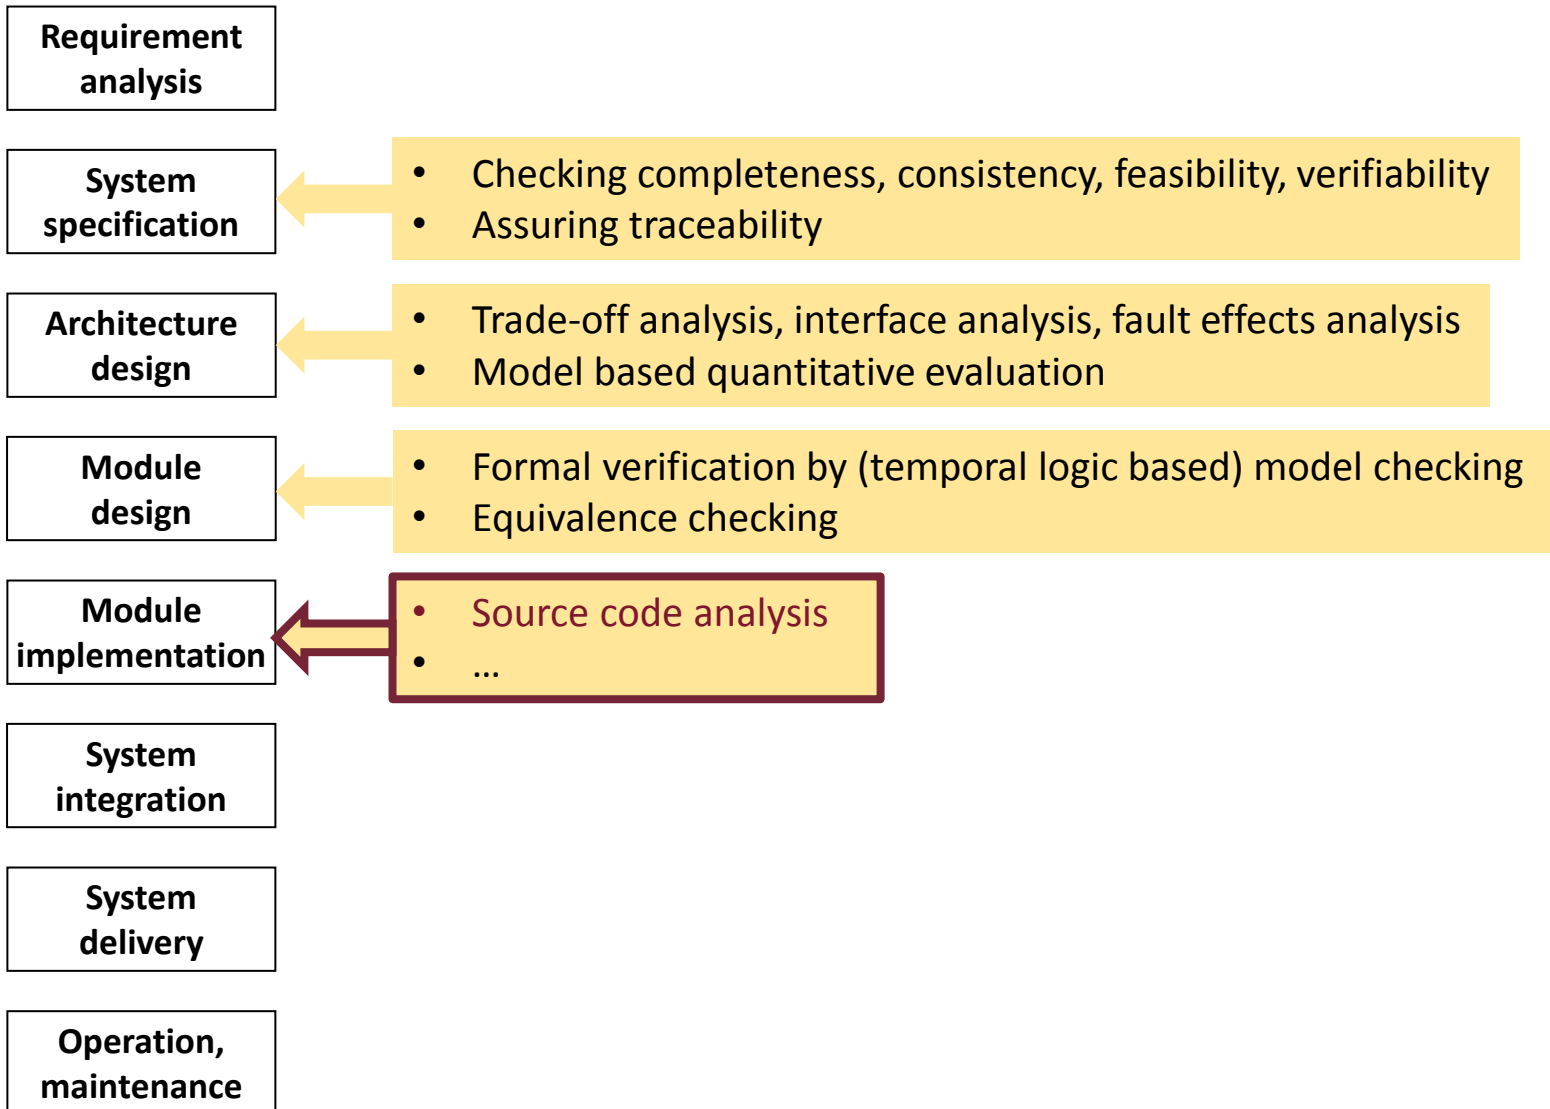 Requirement
analysis
System
specification
• Checking completeness, consistency, feasibility, verifiability
• Assuring traceability
Architecture
design
• Trade-off analysis, interface analysis, fault effects analysis
• Model based quantitative evaluation
Module
design
• Formal verification by (temporal logic based) model checking
• Equivalence checking
Module
implementation
• Source code analysis
• ...
System
integration
System
delivery
Operation,
maintenance